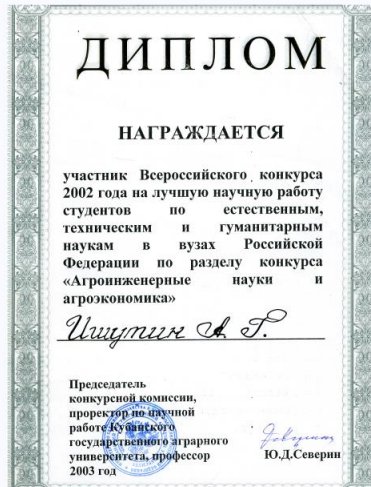 ДИПЛОМ
НАГРАЖДАЕТСЯ
участник Всероссийского конкурса
2002 года на лучшую научную работу
студентов по естественным,
техническим и гуманитарным
наукам в вузах Российской
Федерации по разделу конкурса
«Агроинженерные науки и
агроэкономика»
Ишутин А Г.
Председатель
конкурсной комиссии,
проректор по научной
работе Кубанского
государственного аграрного
университета, профессор
Ю.Д.Северин
2003 год